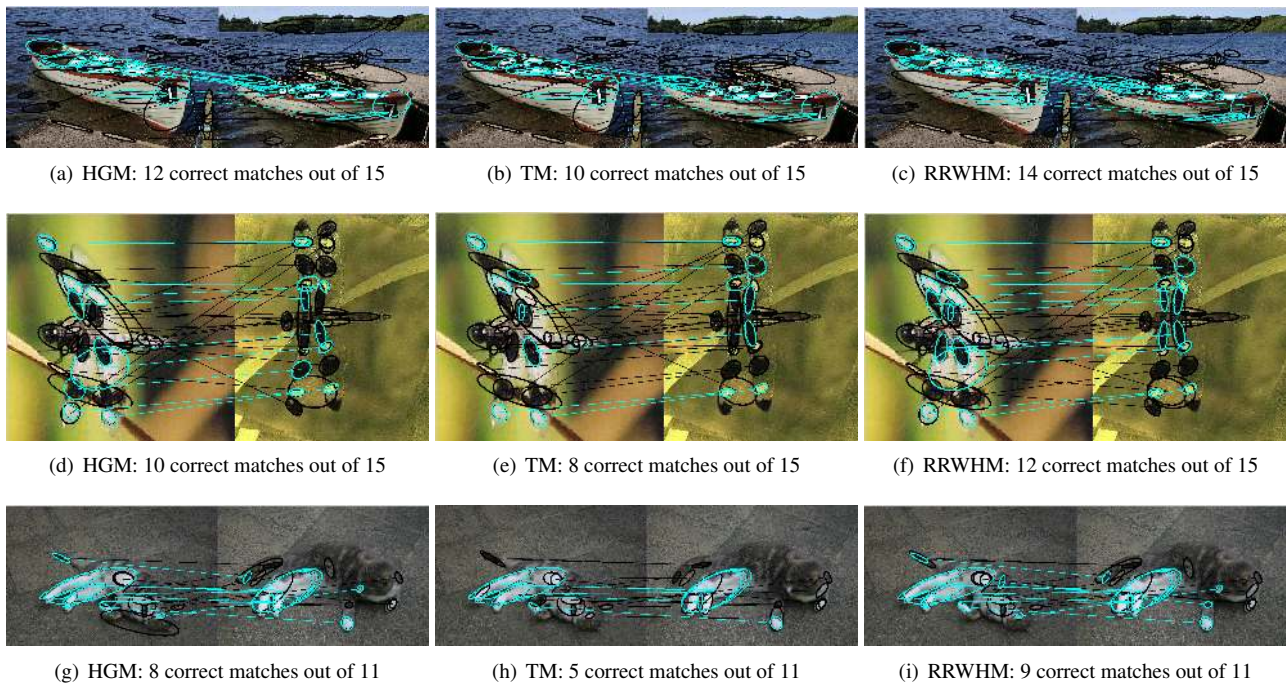 (a) HGM: 12 correct matches out of 15
(b) TM: 10 correct matches out of 15
(c) RRWHM: 14 correct matches out of 15
(d) HGM: 10 correct matches out of 15
(e) TM: 8 correct matches out of 15
(f) RRWHM: 12 correct matches out of 15
(g) HGM: 8 correct matches out of 11
(h) TM: 5 correct matches out of 11
(i) RRWHM: 9 correct matches out of 11